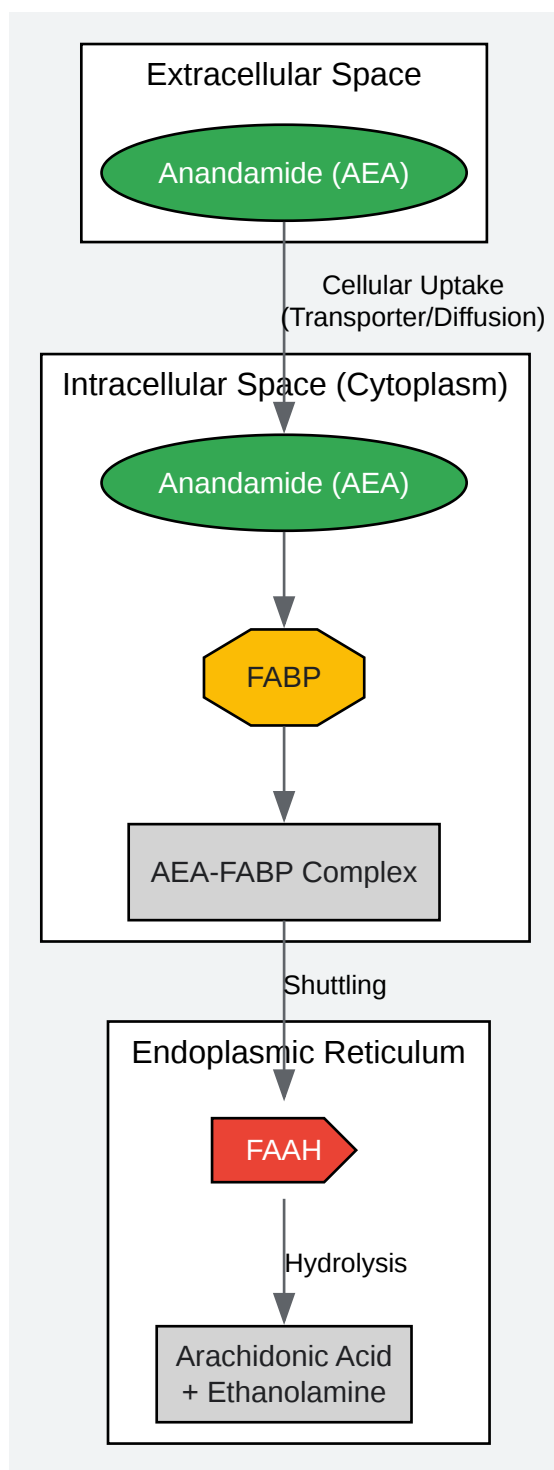 Extracellular Space
Anandamide (AEA)
Cellular Uptake
(Transporter/Diffusion)
Intracellular Space (Cytoplasm)
Anandamide (AEA)
FABP
AEA-FABP Complex
Shuttling
Endoplasmic Reticulum
FAAH
Hydrolysis
Arachidonic Acid
+ Ethanolamine